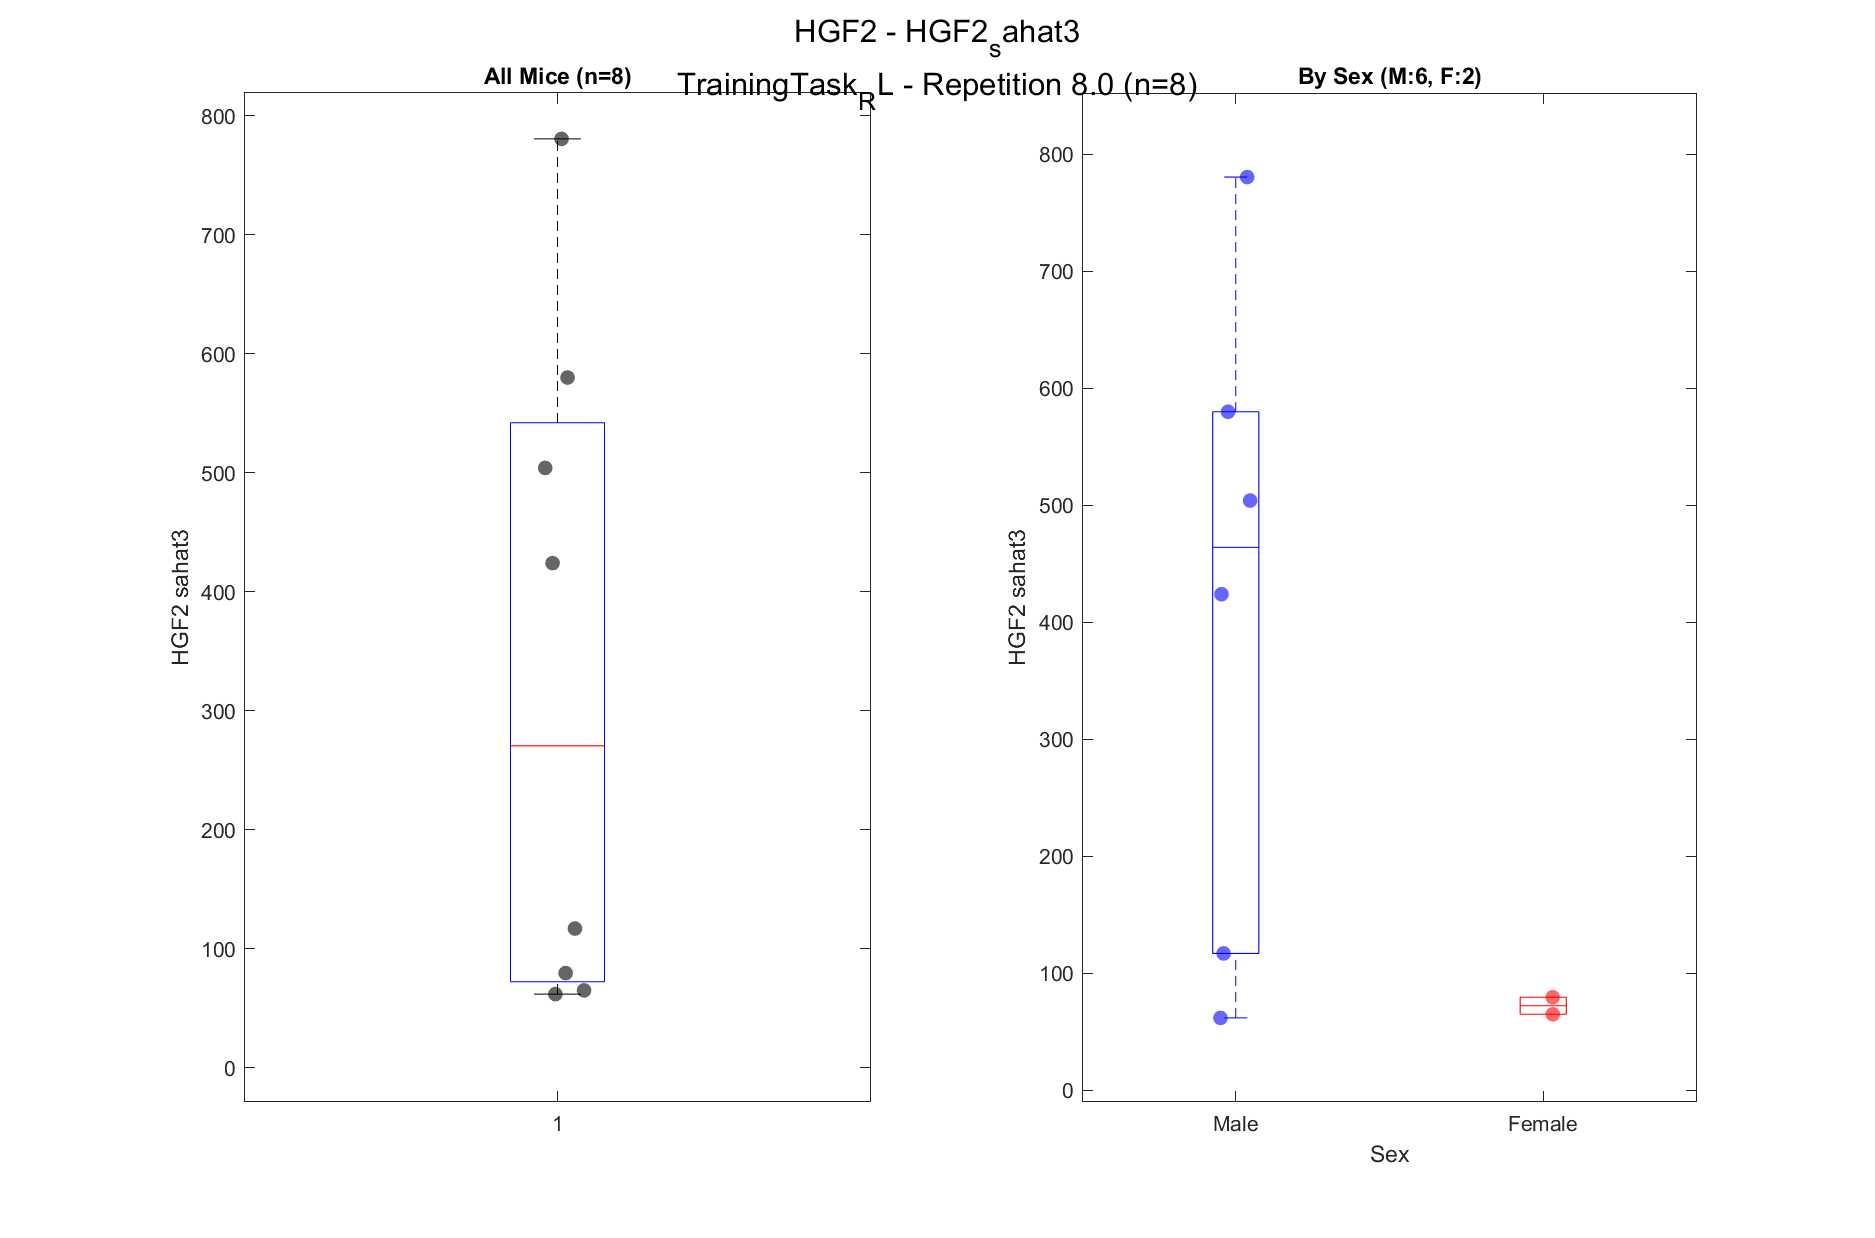 HGF2 - HGF2_sahat3
TrainingTask_RL - Repetition 8.0 (n=8)
All Mice (n=8)
800
700
600
500
400
300
200
100
0
HGF2 sahat3
1
By Sex (M:6, F:2)
800
700
600
500
400
300
200
100
0
HGF2 sahat3
Male
Female
Sex